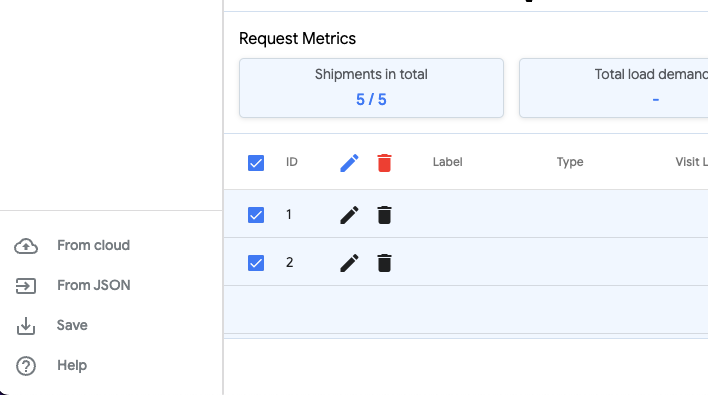 Request Metrics
Shipments in total
5 / 5
Total load demand
-
ID
Label
Type
Visit L
1
2
From cloud
From JSON
Save
Help